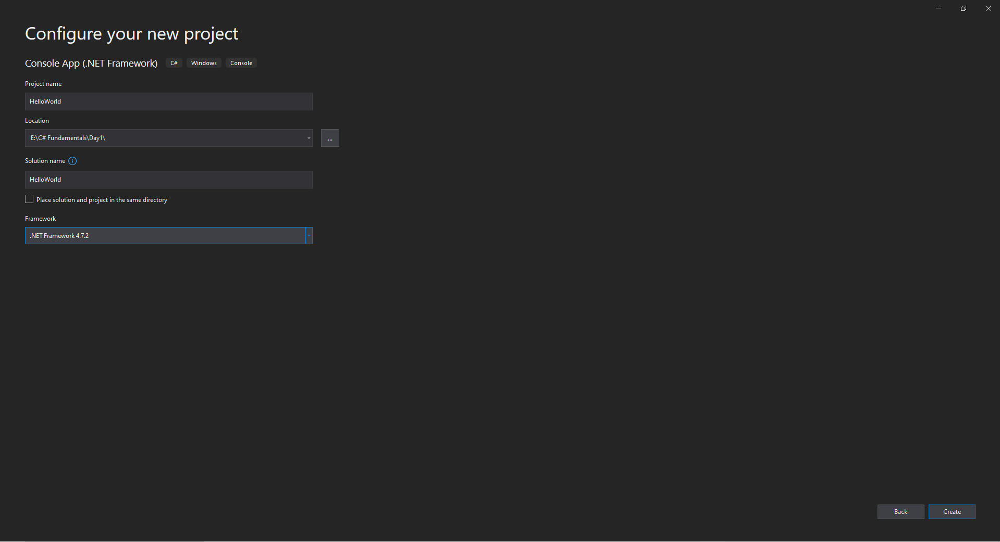 Configure your new project
Console App (.NET Framework) C# Windows Console
Project name
HelloWorld
Location
E:\C# Fundamentals\Day1\
...
Solution name
HelloWorld
Place solution and project in the same directory
Framework
.NET Framework 4.7.2
Back Create